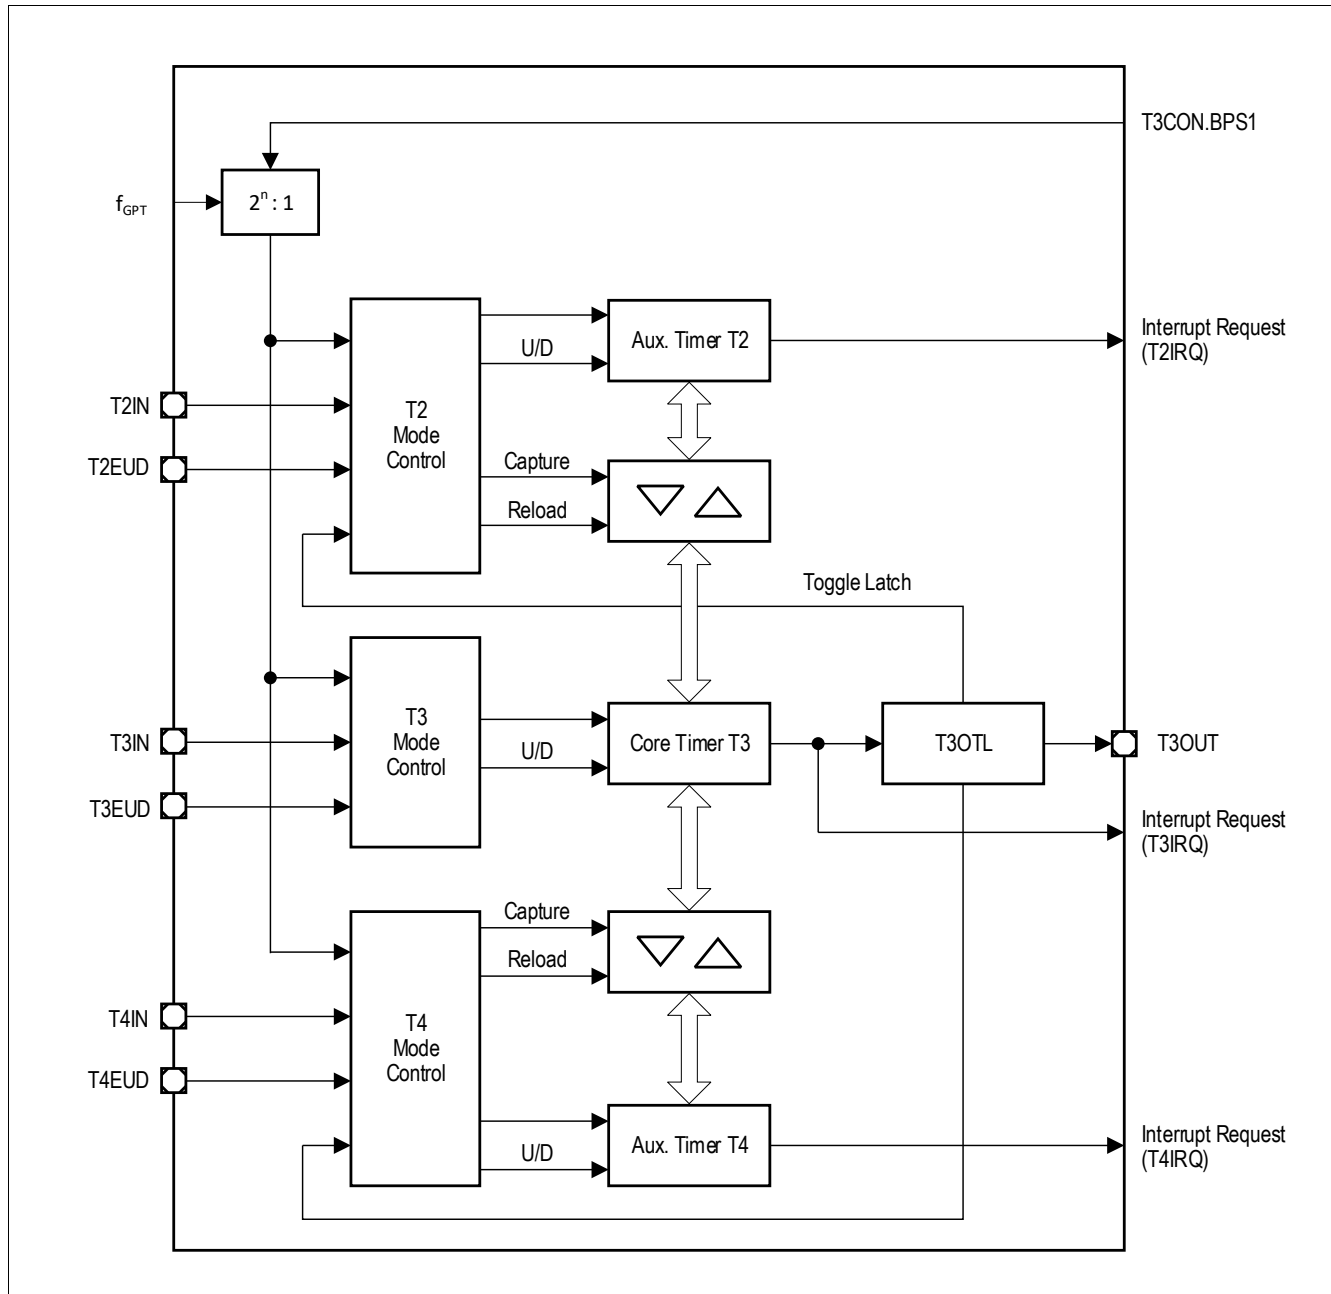 T3CON.BPS1
fGPT
2ⁿ : 1
Interrupt Request
(T2IRQ)
Aux. Timer T2
U/D
T2IN
T2
Mode
Control
T2EUD
Capture
Reload
Toggle Latch
T3
Mode
Control
T3IN
U/D
Core Timer T3
T3OTL
T3OUT
T3EUD
Interrupt Request
(T3IRQ)
Capture
Reload
T4IN
T4
Mode
Control
T4EUD
U/D
Aux. Timer T4
Interrupt Request
(T4IRQ)